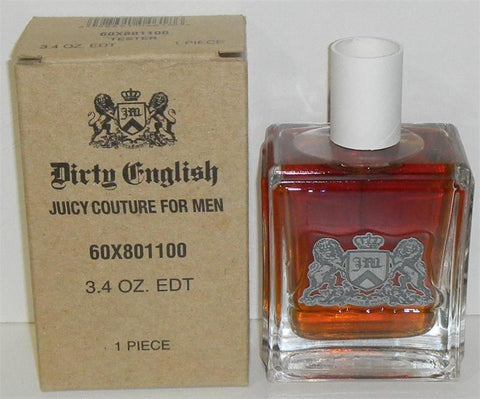 60X801100
TESTER
3.4 OZ. EDT 1 PIECE
Dirty English
JUICY COUTURE FOR MEN
60X801100
3.4 OZ. EDT
1 PIECE